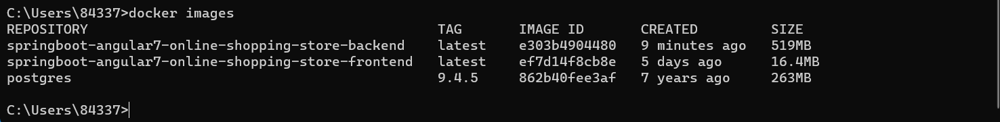 C:\Users\84337>docker images
REPOSITORY TAG IMAGE ID CREATED SIZE
springboot-angular7-online-shopping-store-backend latest e303b4904480 9 minutes ago 519MB
springboot-angular7-online-shopping-store-frontend latest ef7d14f8cb8e 5 days ago 16.4MB
postgres 9.4.5 862b40fee3af 7 years ago 263MB
C:\Users\84337>